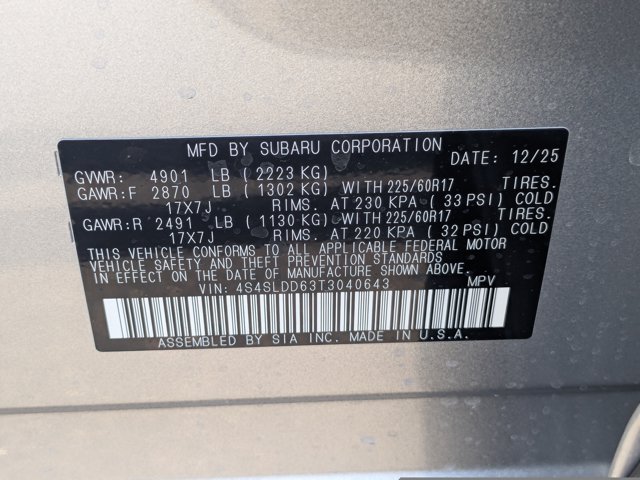 MFD BY SUBARU CORPORATION
DATE: 12/25
GVWR: 4901 LB (2223 KG)
GAWR:F 2870 LB (1302 KG) WITH 225/60R17 TIRES.
17X7J RIMS. AT 230 KPA (33 PSI) COLD
GAWR:R 2491 LB (1130 KG) WITH 225/60R17 TIRES.
17X7J RIMS. AT 220 KPA (32 PSI) COLD
THIS VEHICLE CONFORMS TO ALL APPLICABLE FEDERAL MOTOR
VEHICLE SAFETY, BUMPER, AND THEFT PREVENTION STANDARDS
IN EFFECT ON THE DATE OF MANUFACTURE SHOWN ABOVE.
VIN: 4S4SLDD63T3040643 MPV
ASSEMBLED BY SIA INC. MADE IN U.S.A.